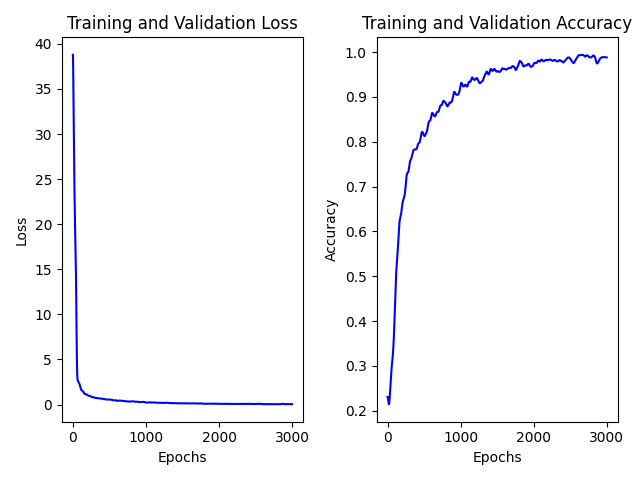 Training and Validation Loss
40
35
30
25
20
15
10
5
0
Loss
0 1000 2000 3000
Epochs
Training and Validation Accuracy
1.0
0.9
0.8
0.7
0.6
0.5
0.4
0.3
0.2
Accuracy
0 1000 2000 3000
Epochs